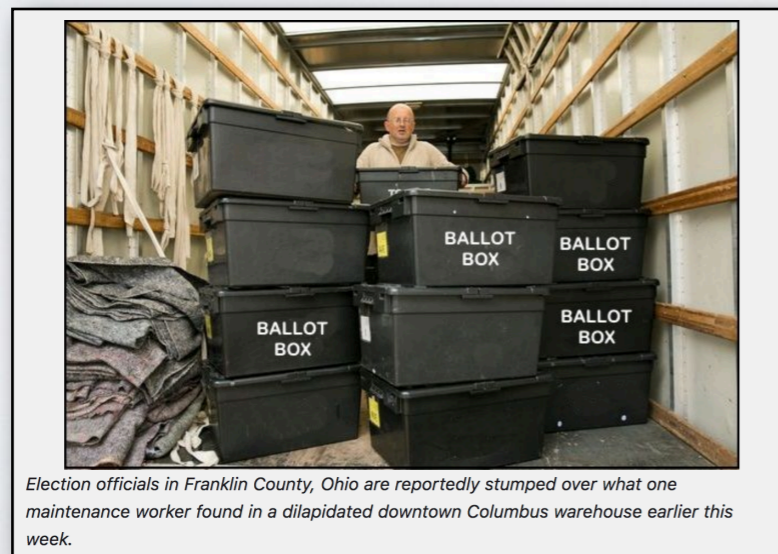 BALLOT
BOX
BALLOT
BOX
BALLOT
BOX
BALLOT
BOX
Election officials in Franklin County, Ohio are reportedly stumped over what one
maintenance worker found in a dilapidated downtown Columbus warehouse earlier this
week.